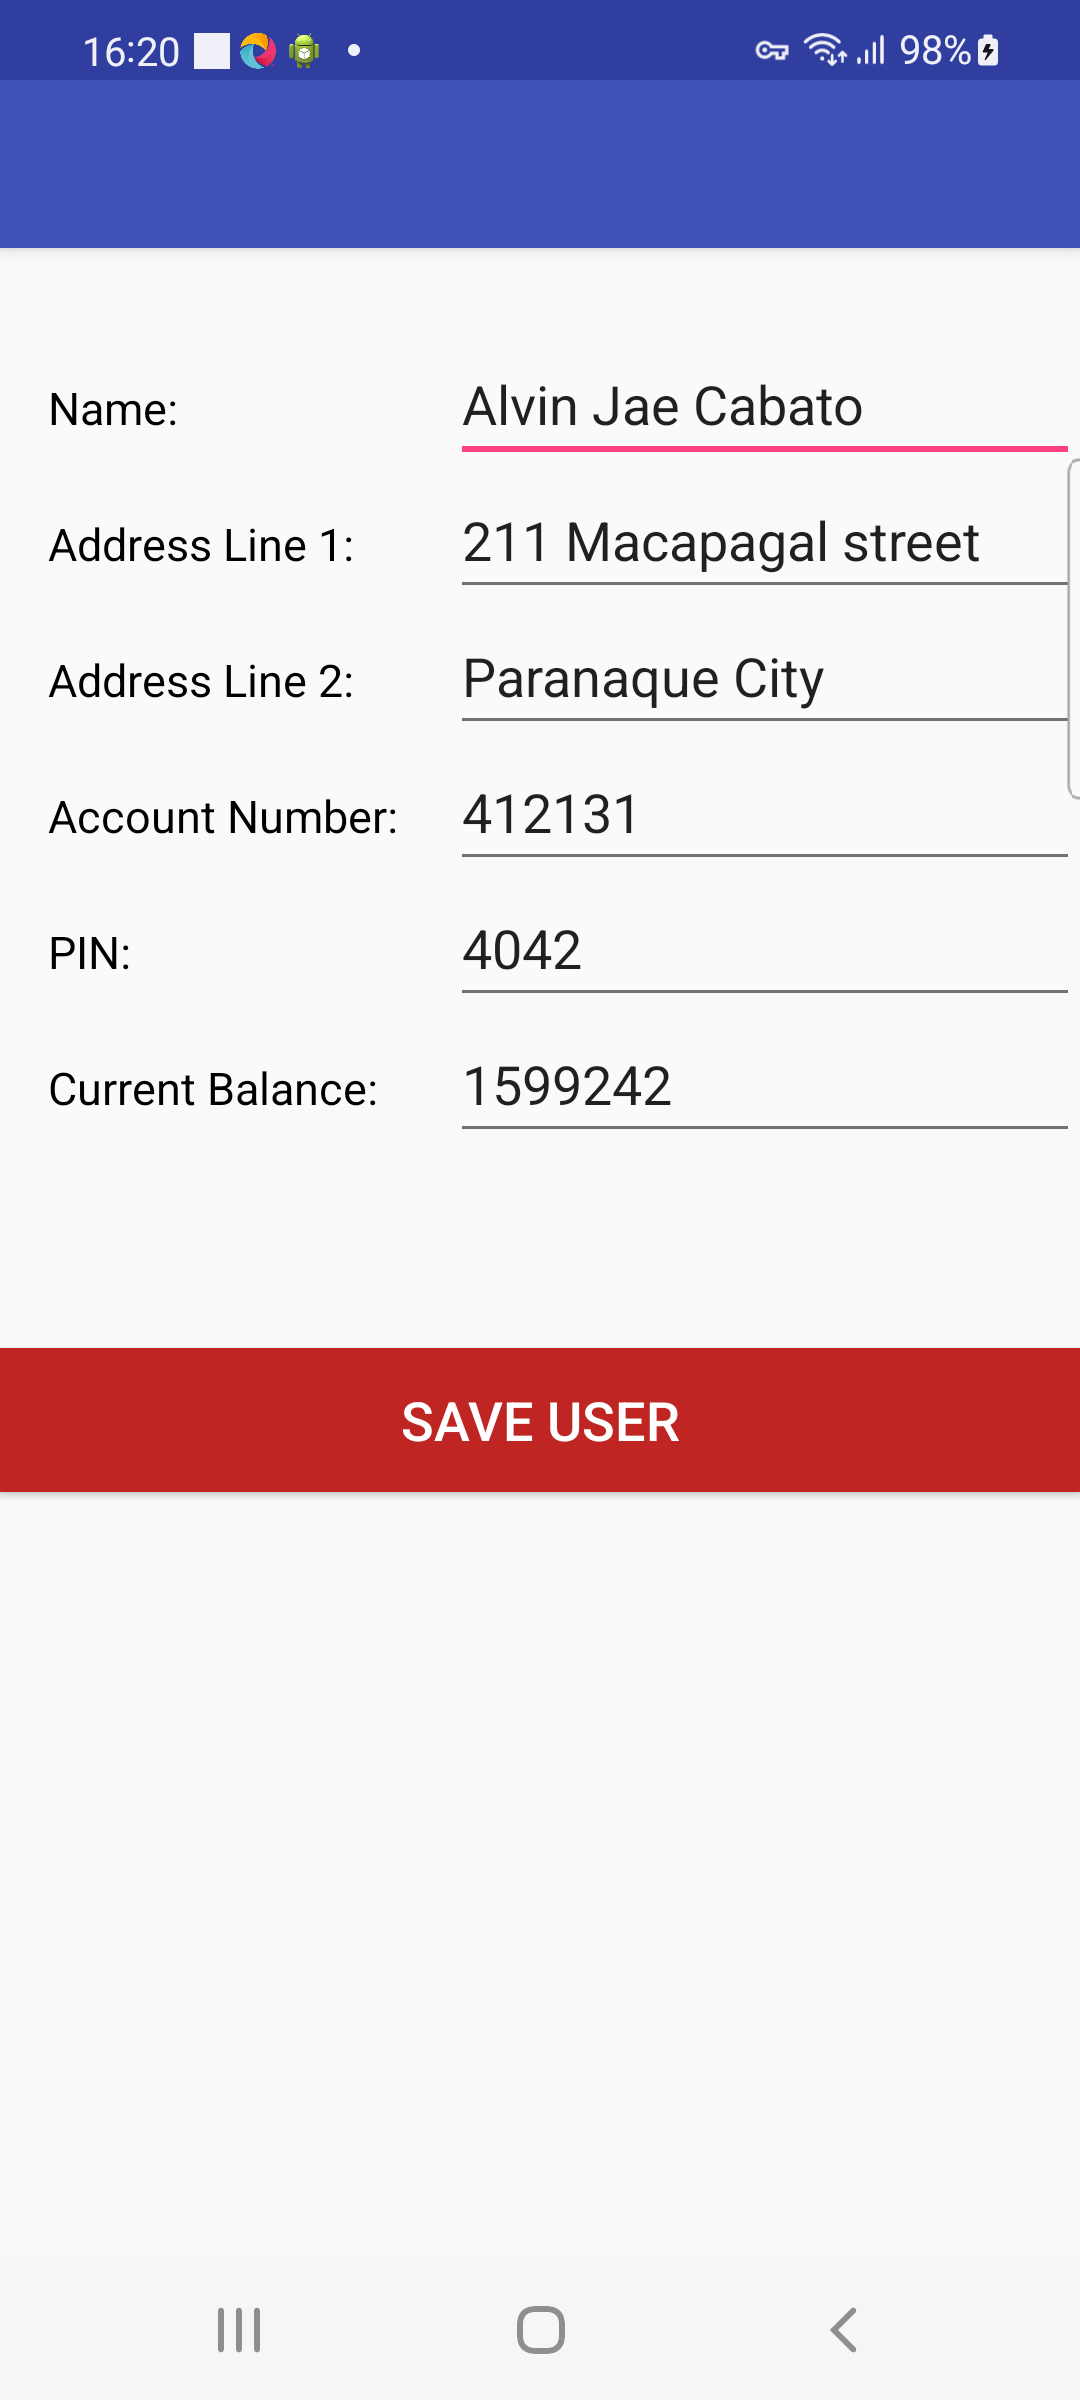 16:20 98%
Name: Alvin Jae Cabato
Address Line 1: 211 Macapagal street
Address Line 2: Paranaque City
Account Number: 412131
PIN: 4042
Current Balance: 1599242
SAVE USER